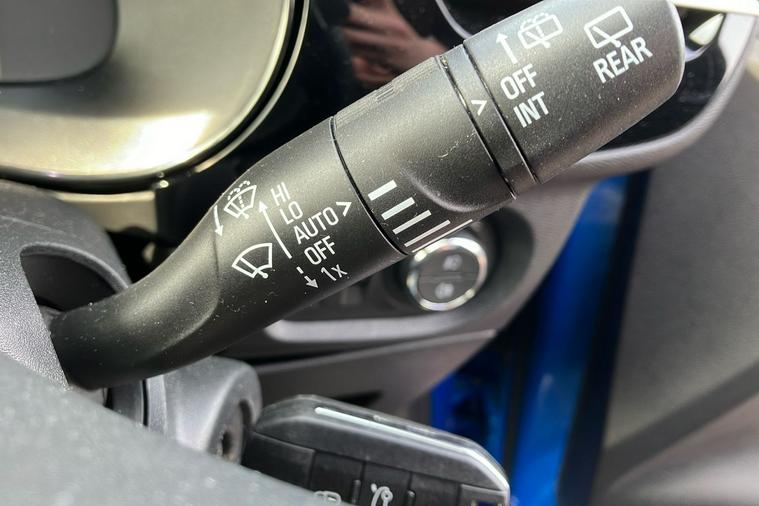 HI
LO
AUTO >
OFF
1x
>
OFF
INT
REAR